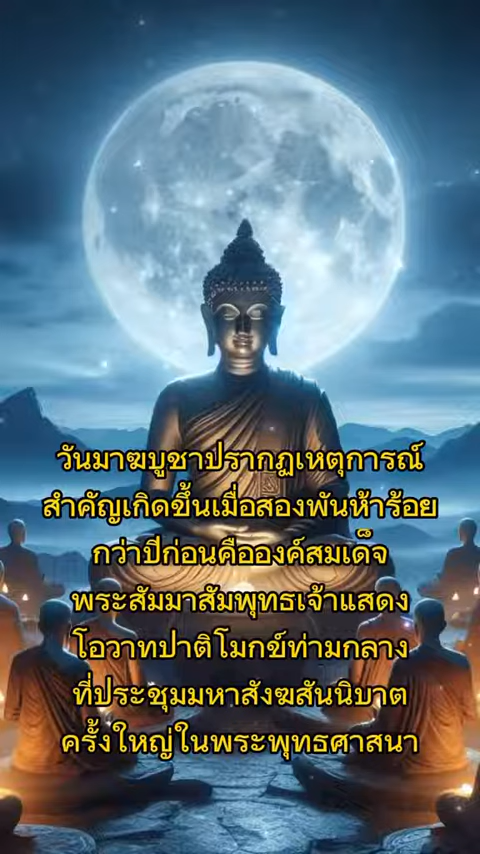 วันมาฆบูชาปรากฏเหตุการณ์
สำคัญเกิดขึ้นเมื่อสองพันห้าร้อย
กว่าปีก่อนคือองค์สมเด็จ
พระสัมมาสัมพุทธเจ้าแสดง
โอวาทปาติโมกข์ท่ามกลาง
ที่ประชุมมหาสังฆสันนิบาต
ครั้งใหญ่ในพระพุทธศาสนา